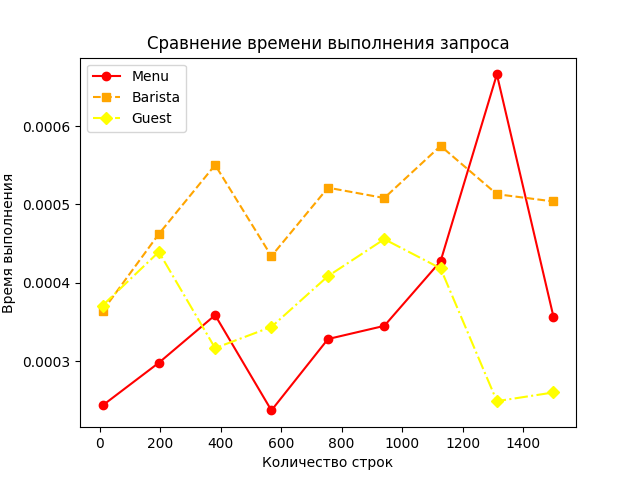 Сравнение времени выполнения запроса
Menu
Barista
Guest
Время выполнения
0.0006
0.0005
0.0004
0.0003
0 200 400 600 800 1000 1200 1400
Количество строк